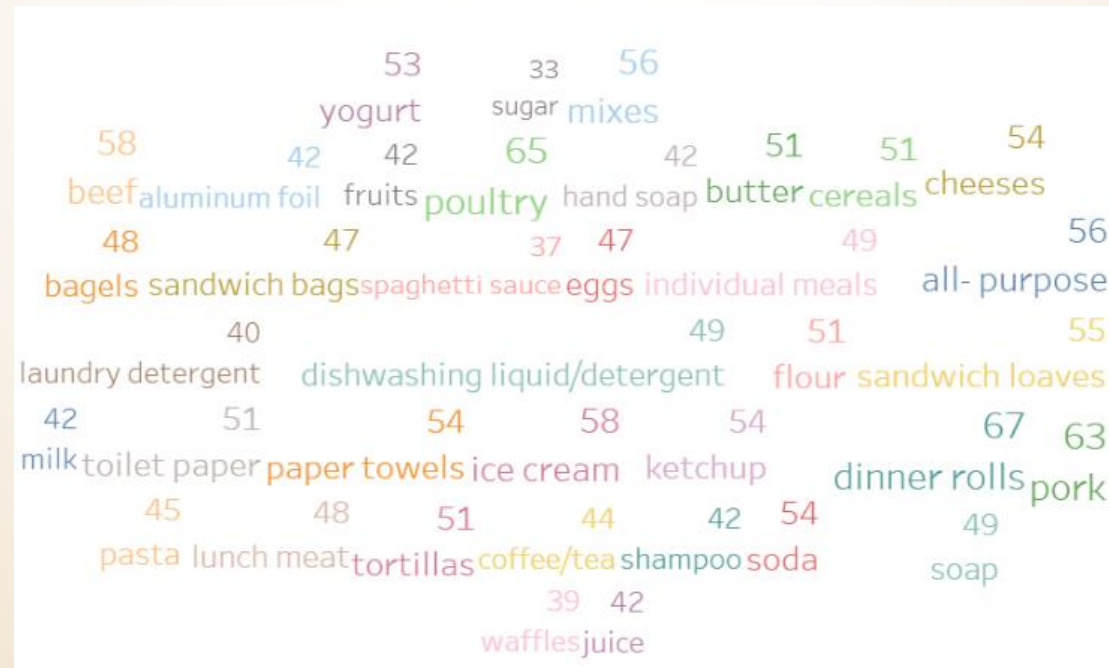 53 33 56
yogurt sugar mixes
58 42 42 65 42 51 51 54
beef aluminum foil fruits poultry hand soap butter cereals cheeses
48 47 37 47 49 56
bagels sandwich bags spaghetti sauce eggs individual meals all- purpose
40 49 51 55
laundry detergent dishwashing liquid/detergent flour sandwich loaves
42 51 54 58 54 67 63
milk toilet paper paper towels ice cream ketchup dinner rolls pork
45 48 51 44 42 54 49
pasta lunch meat tortillas coffee/tea shampoo soda soap
39 42
waffles juice